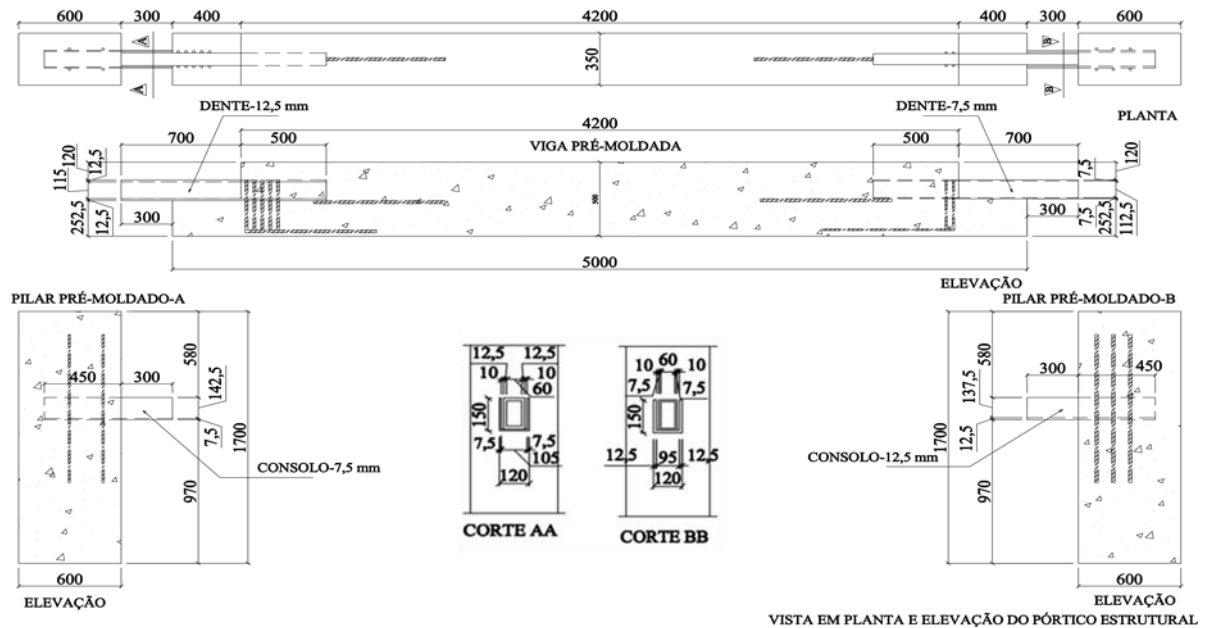 600 300 400 4200 400 300 600
A B
350
A B
DENTE-12,5 mm DENTE-7,5 mm PLANTA
4200
700 500 VIGA PRÉ-MOLDADA 500 700
120 12,5 7,5 120
115
252,5 12,5 7,5 252,5 112,5
300 300
5000
ELEVAÇÃO
PILAR PRÉ-MOLDADO-A PILAR PRÉ-MOLDADO-B
580 580
12,5 12,5 60
10 10 10 10
60 7,5 7,5
450 300 142,5 300 450 137,5
150 150
7,5 1700 1700 12,5
7,5 7,5 12,5 95 12,5
105
CONSOLO-7,5 mm CONSOLO-12,5 mm
120 120
970 970
CORTE AA CORTE BB
600 600
ELEVAÇÃO ELEVAÇÃO
VISTA EM PLANTA E ELEVAÇÃO DO PÓRTICO ESTRUTURAL